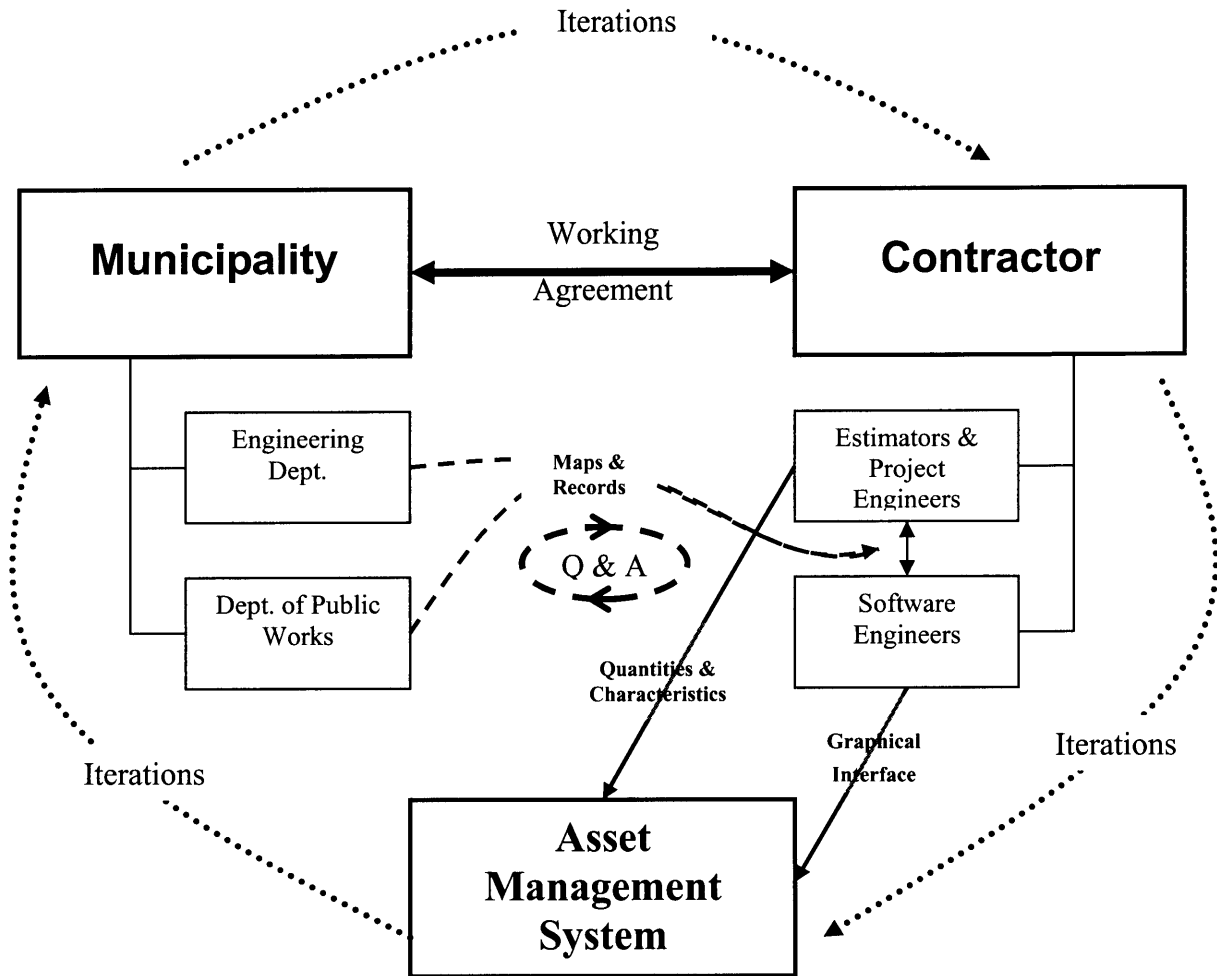 Iterations
Municipality
Working
Agreement
Contractor
Engineering
Dept.
Maps &
Records
Estimators &
Project
Engineers
Q & A
Dept. of Public
Works
Software
Engineers
Quantities &
Characteristics
Graphical
Interface
Iterations
Iterations
Asset
Management
System